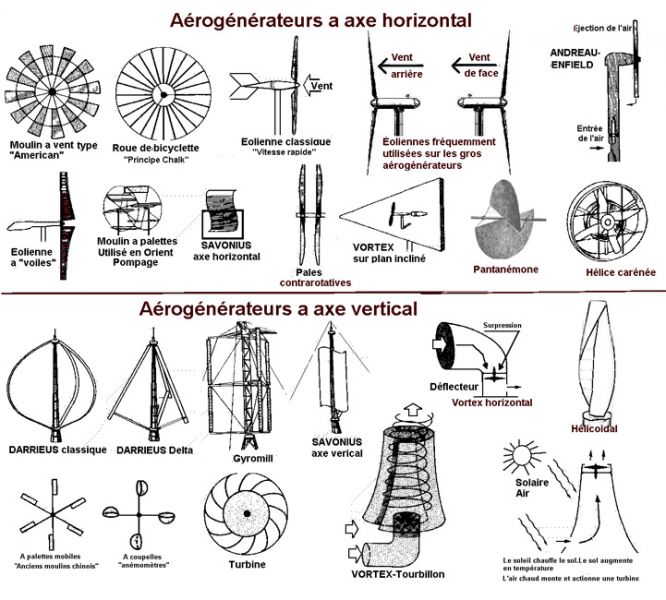 Aérogénérateurs a axe horizontal
Moulin a vent type
"American"
Roue de bicyclette
"Principe Chalk"
Vent
Eolienne classique
"Vitesse rapide"
Vent
arrière
Vent
de face
Éoliennes fréquemment
utilisées sur les gros
aérogénérateurs
Ejection de l'air
ANDREAU-
ENFIELD
Entrée
de l'air
Eolienne
a "voiles"
Moulin a palettes
Utilisé en Orient
Pompage
SAVONIUS
axe horizontal
Pales
contrarotatives
VORTEX
sur plan incliné
Pantanémone
Hélice carénée
Aérogénérateurs a axe vertical
DARRIEUS classique
DARRIEUS Delta
Gyromill
SAVONIUS
axe verical
Surpression
Déflecteur
Vortex horizontal
Hélicoïdal
A palettes mobiles
"Anciens moulins chinois"
A coupelles
"anémomètres"
Turbine
VORTEX-Tourbillon
Solaire
Air
Le soleil chauffe le sol.Le sol augmente
en température
L'air chaud monte et actionne une turbine